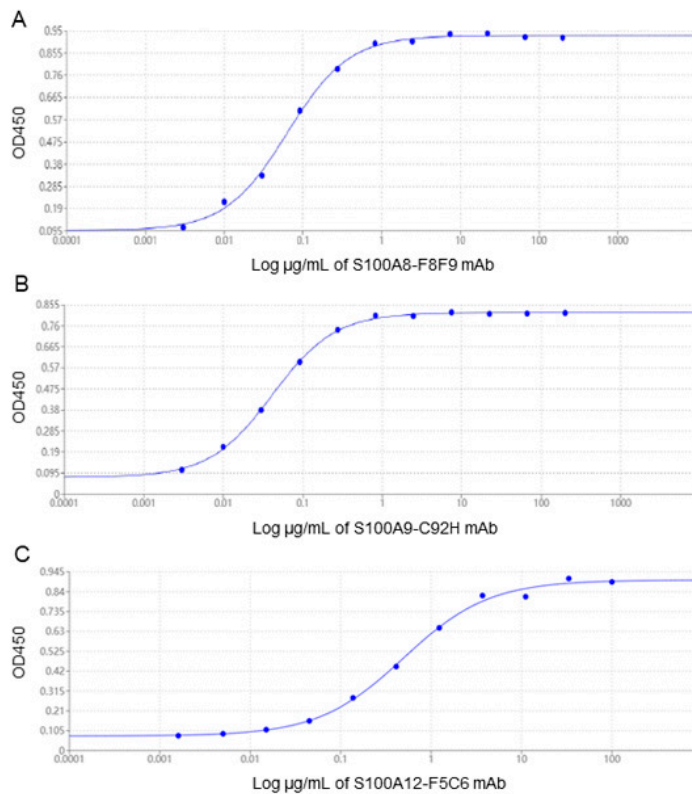 A
0.95
0.855
0.76
0.665
0.57
0.475
0.38
0.285
0.19
0.095
OD450
0.0001 0.001 0.01 0.1 1 10 100 1000
Log µg/mL of S100A8-F8F9 mAb
B
0.855
0.76
0.665
0.57
0.475
0.38
0.285
0.19
0.095
0
OD450
0.0001 0.001 0.01 0.1 1 10 100 1000
Log µg/mL of S100A9-C92H mAb
C
0.945
0.84
0.735
0.63
0.525
0.42
0.315
0.21
0.105
0
OD450
0.0001 0.001 0.01 0.1 1 10 100
Log µg/mL of S100A12-F5C6 mAb